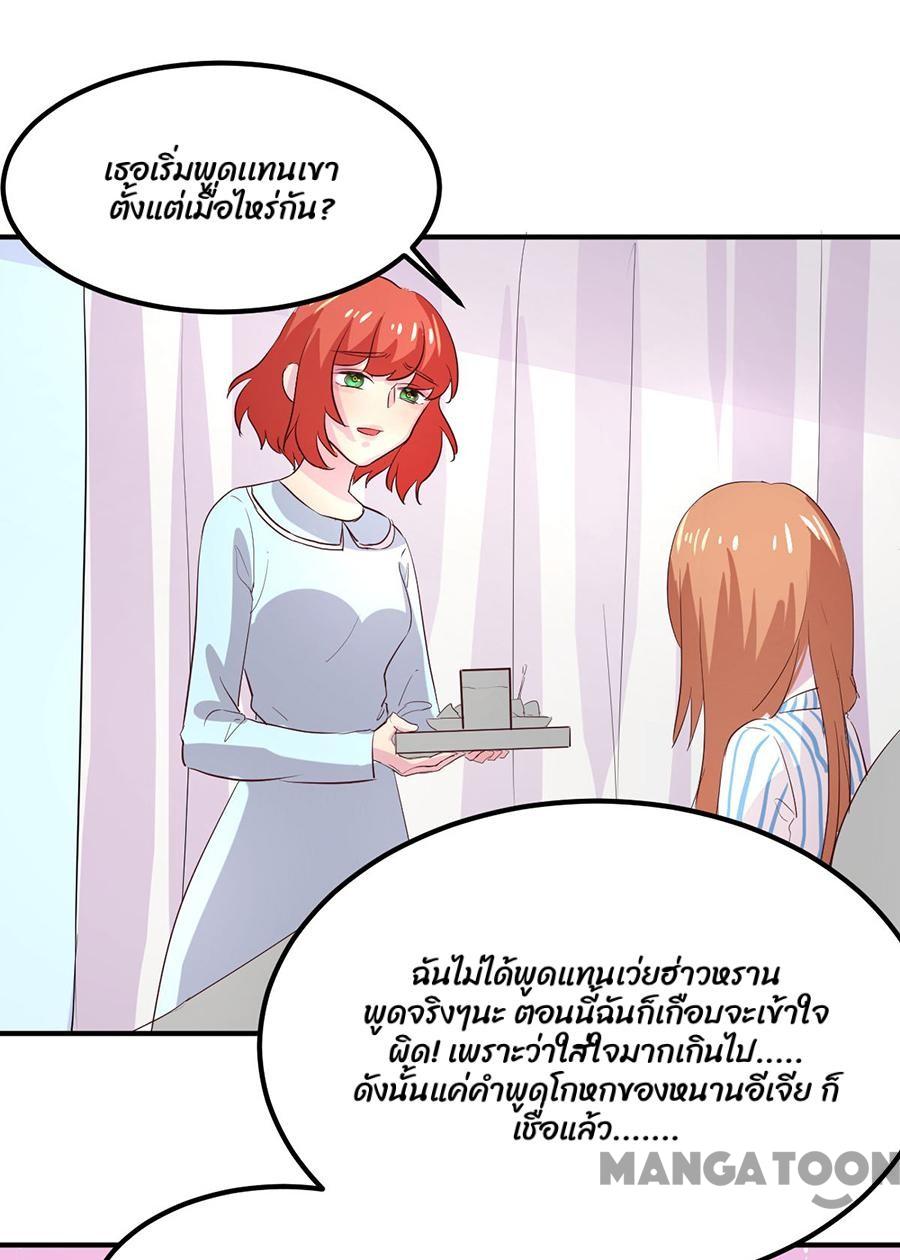 เธอเริ่มพูดแทนเขา
ตั้งแต่เมื่อไหร่กัน?
ฉันไม่ได้พูดแทนเว่ยฮ่าวหราน
พูดจริงๆนะ ตอนนี้ฉันก็เกือบจะเข้าใจ
ผิด! เพราะว่าใส่ใจมากเกินไป.....
ดังนั้นแค่คำพูดโกหกของหนานอีเจีย ก็
เชื่อแล้ว.......
MANGATOON